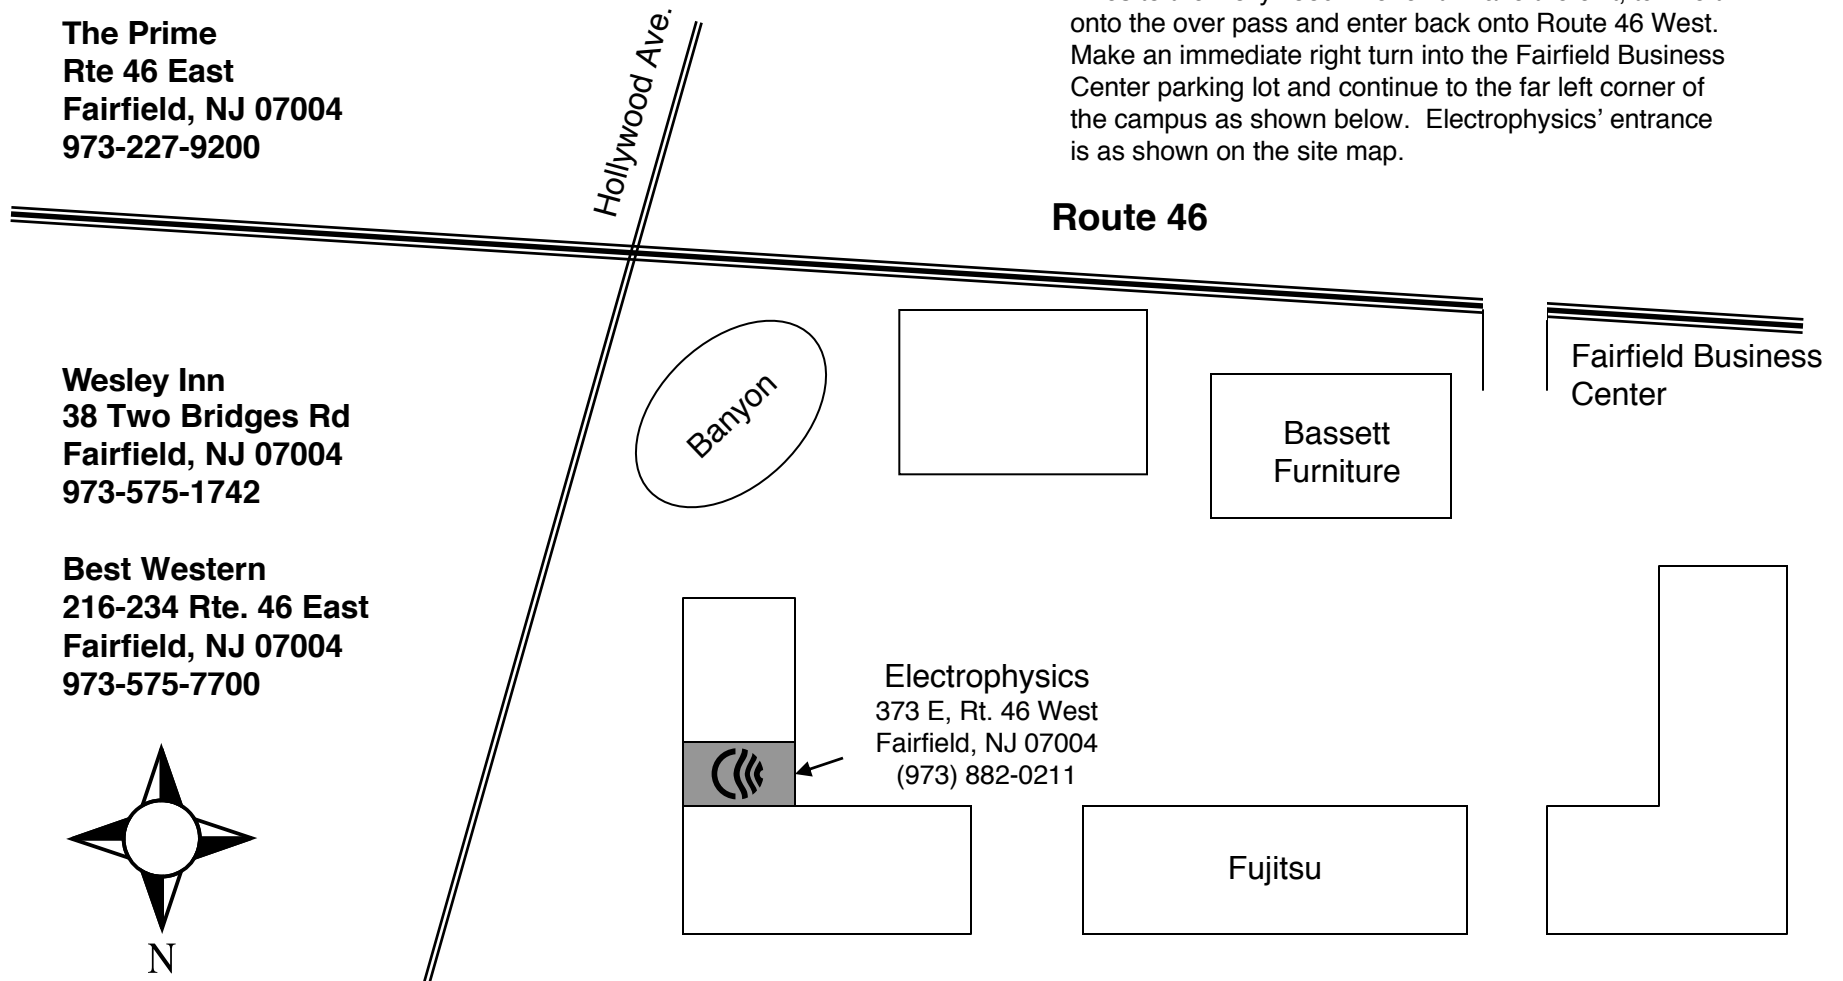 The Prime
Rte 46 East
Fairfield, NJ 07004
973-227-9200
Hollywood Ave.
onto the over pass and enter back onto Route 46 West.
Make an immediate right turn into the Fairfield Business
Center parking lot and continue to the far left corner of
the campus as shown below.  Electrophysics’ entrance
is as shown on the site map.
Route 46
Wesley Inn
38 Two Bridges Rd
Fairfield, NJ 07004
973-575-1742
Banyon
Bassett
Furniture
Fairfield Business
Center
Best Western
216-234 Rte. 46 East
Fairfield, NJ 07004
973-575-7700
Electrophysics
373 E, Rt. 46 West
Fairfield, NJ 07004
(973) 882-0211
Fujitsu
N